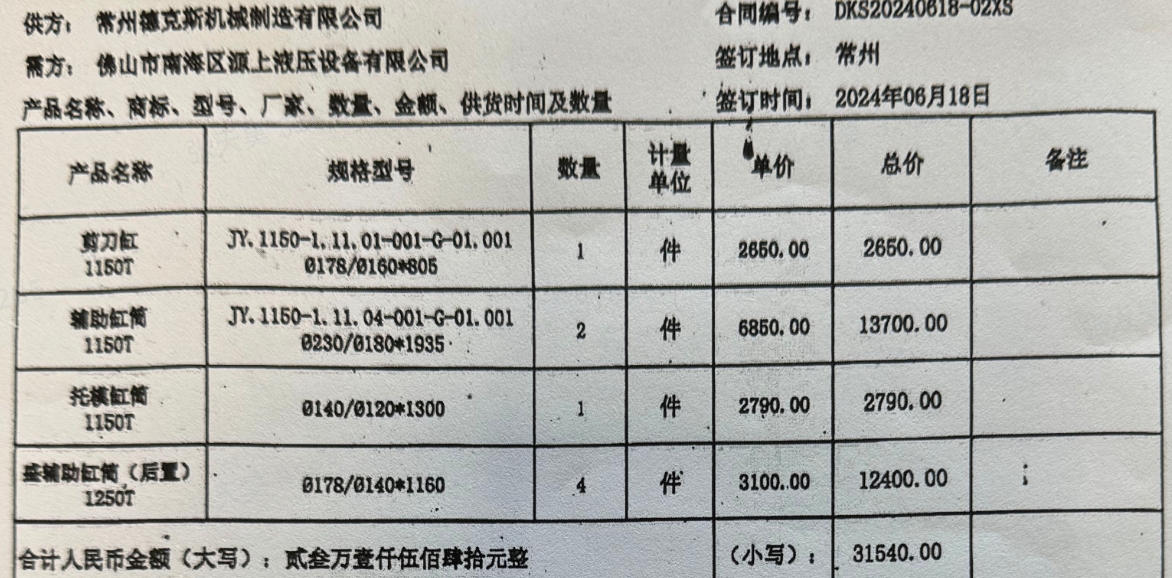 供方： 常州德克斯机械制造有限公司
合同编号： DKS20240618-02XS
需方： 佛山市南海区源上液压设备有限公司
签订地点： 常州
产品名称、商标、型号、厂家、数量、金额、供货时间及数量
签订时间： 2024年06月18日
产品名称 规格型号 数量 计量单位 单价 总价 备注
剪刀缸 1150T JY.1150-1.11.01-001-G-01.001 Ø178/Ø160*805 1 件 2650.00 2650.00
辅助缸筒 1150T JY.1150-1.11.04-001-G-01.001 Ø230/Ø180*1935 2 件 6850.00 13700.00
托模缸筒 1150T Ø140/Ø120*1300 1 件 2790.00 2790.00
辅助缸筒（后置） 1250T Ø178/Ø140*1160 4 件 3100.00 12400.00
合计人民币金额（大写）：贰叁万壹仟伍佰肆拾元整 （小写）： 31540.00